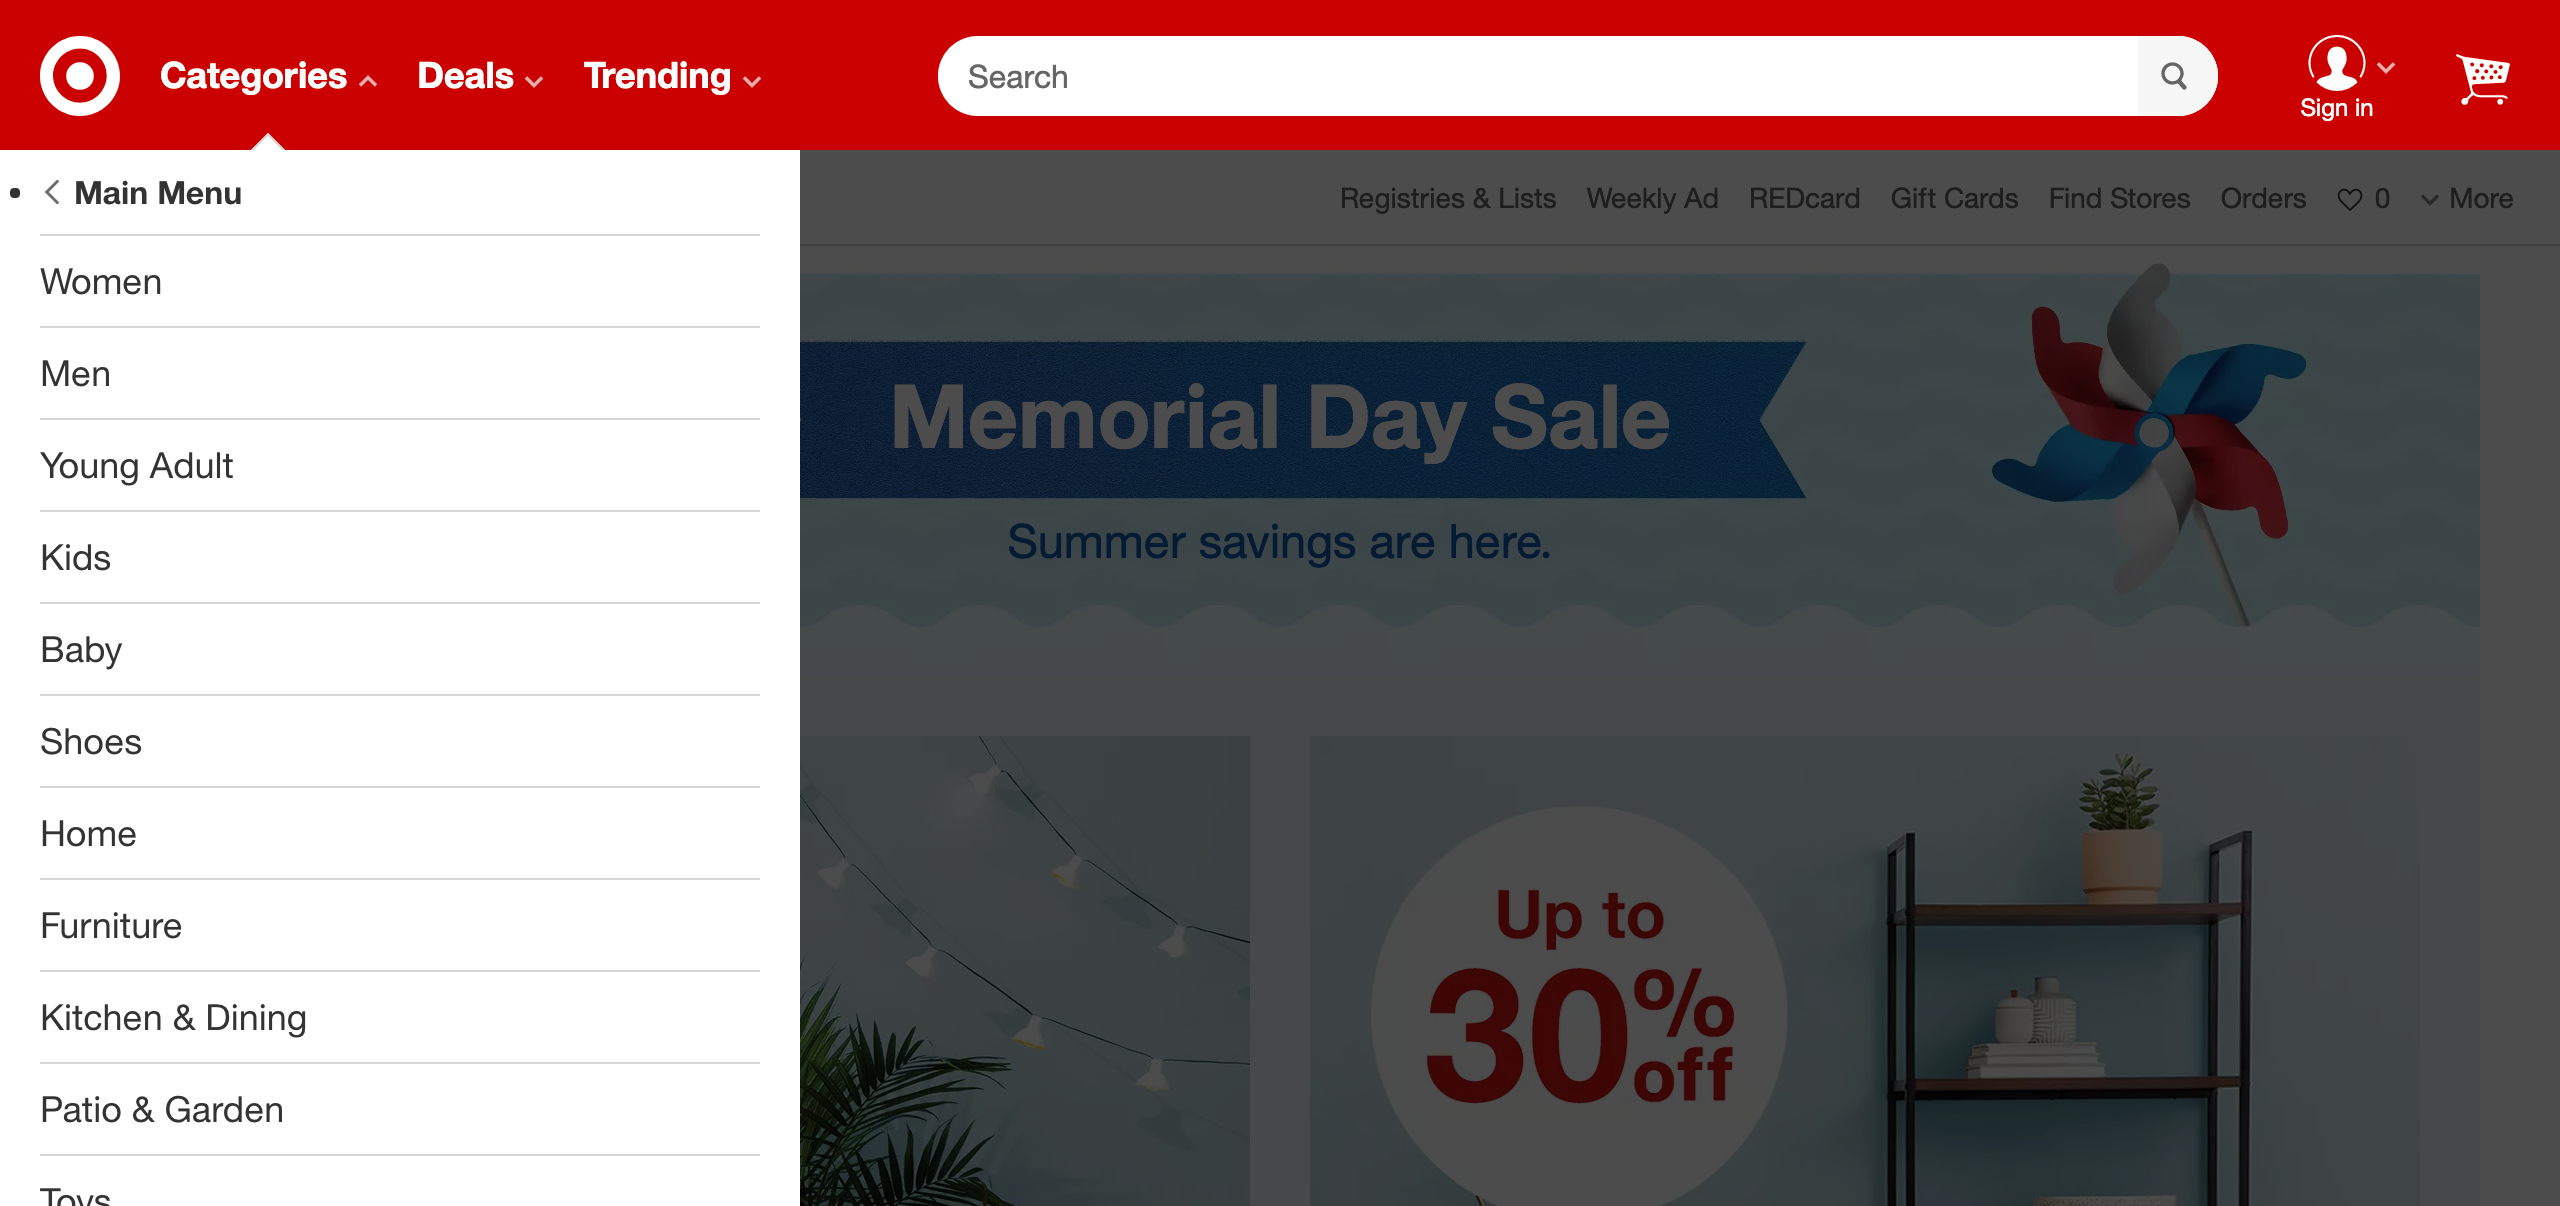 Categories Deals Trending
Search
Sign in
Main Menu
Registries & Lists Weekly Ad REDcard Gift Cards Find Stores Orders 0 More
Women
Men
Young Adult
Kids
Baby
Shoes
Home
Furniture
Kitchen & Dining
Patio & Garden
Toys
Memorial Day Sale
Summer savings are here.
Up to
30%
off